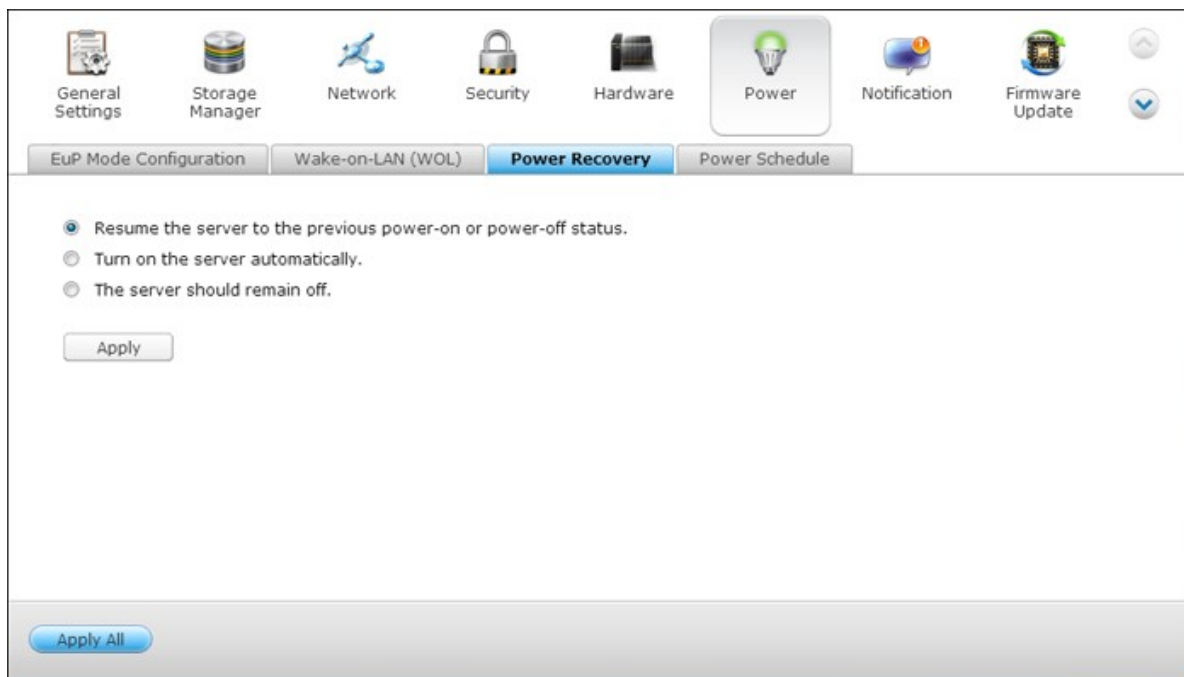 General Settings
Storage Manager
Network
Security
Hardware
Power
Notification
1
Firmware Update
EuP Mode Configuration
Wake-on-LAN (WOL)
Power Recovery
Power Schedule
Resume the server to the previous power-on or power-off status.
Turn on the server automatically.
The server should remain off.
Apply
Apply All